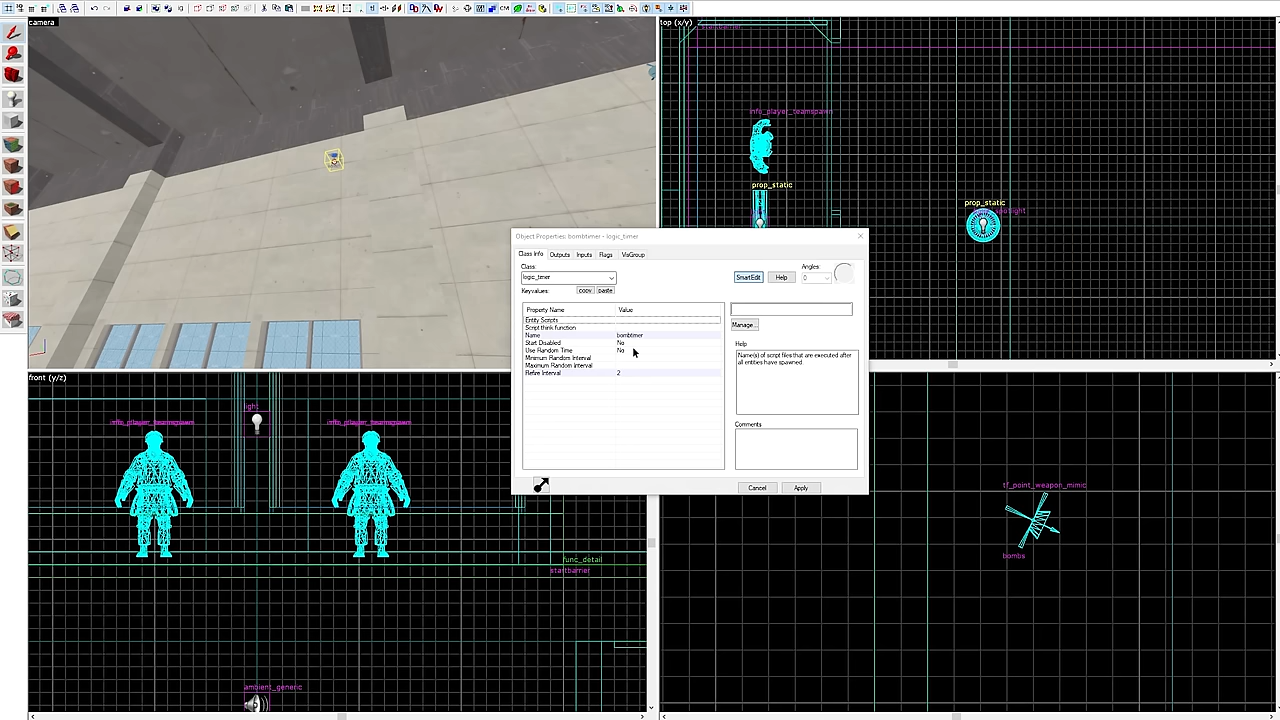 camera
top (x/y)
info_player_teamspawn
prop_static
prop_static
spotlight
Object Properties: bombtimer - logic_timer
Class Info Outputs Inputs Flags VisGroup
Class:
logic_timer
SmartEdit Help
Angles:
0
Keyvalues: copy paste
Property Name Value
Entity Scripts
Script think function
Name bombtimer
Start Disabled No
Use Random Time No
Minimum Random Interval
Maximum Random Interval
Refire Interval 2
Manage...
Help
Name(s) of script files that are executed after
all entities have spawned.
Comments
Cancel Apply
front (y/z)
light
info_player_teamspawn
info_player_teamspawn
func_detail
startbarrier
ambient_generic
tf_point_weapon_mimic
bombs